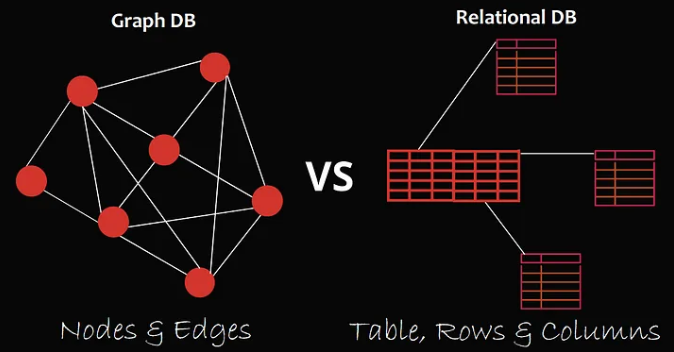 Graph DB
Relational DB
VS
Nodes & Edges
Table, Rows & Columns